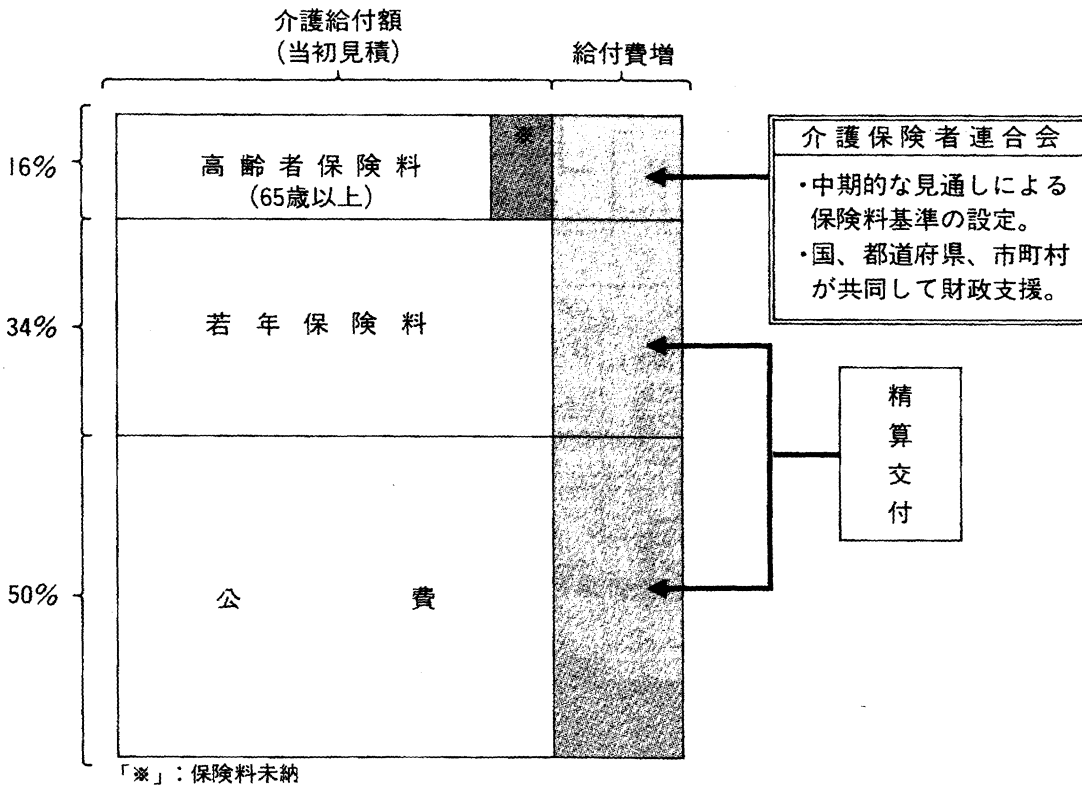 介護給付額
(当初見積)
給付費増
16%
高齢者保険料
(65歳以上)
※
介護保険者連合会
・中期的な見通しによる
保険料基準の設定。
・国、都道府県、市町村
が共同して財政支援。
34%
若年保険料
精算交付
50%
公費
「※」：保険料未納